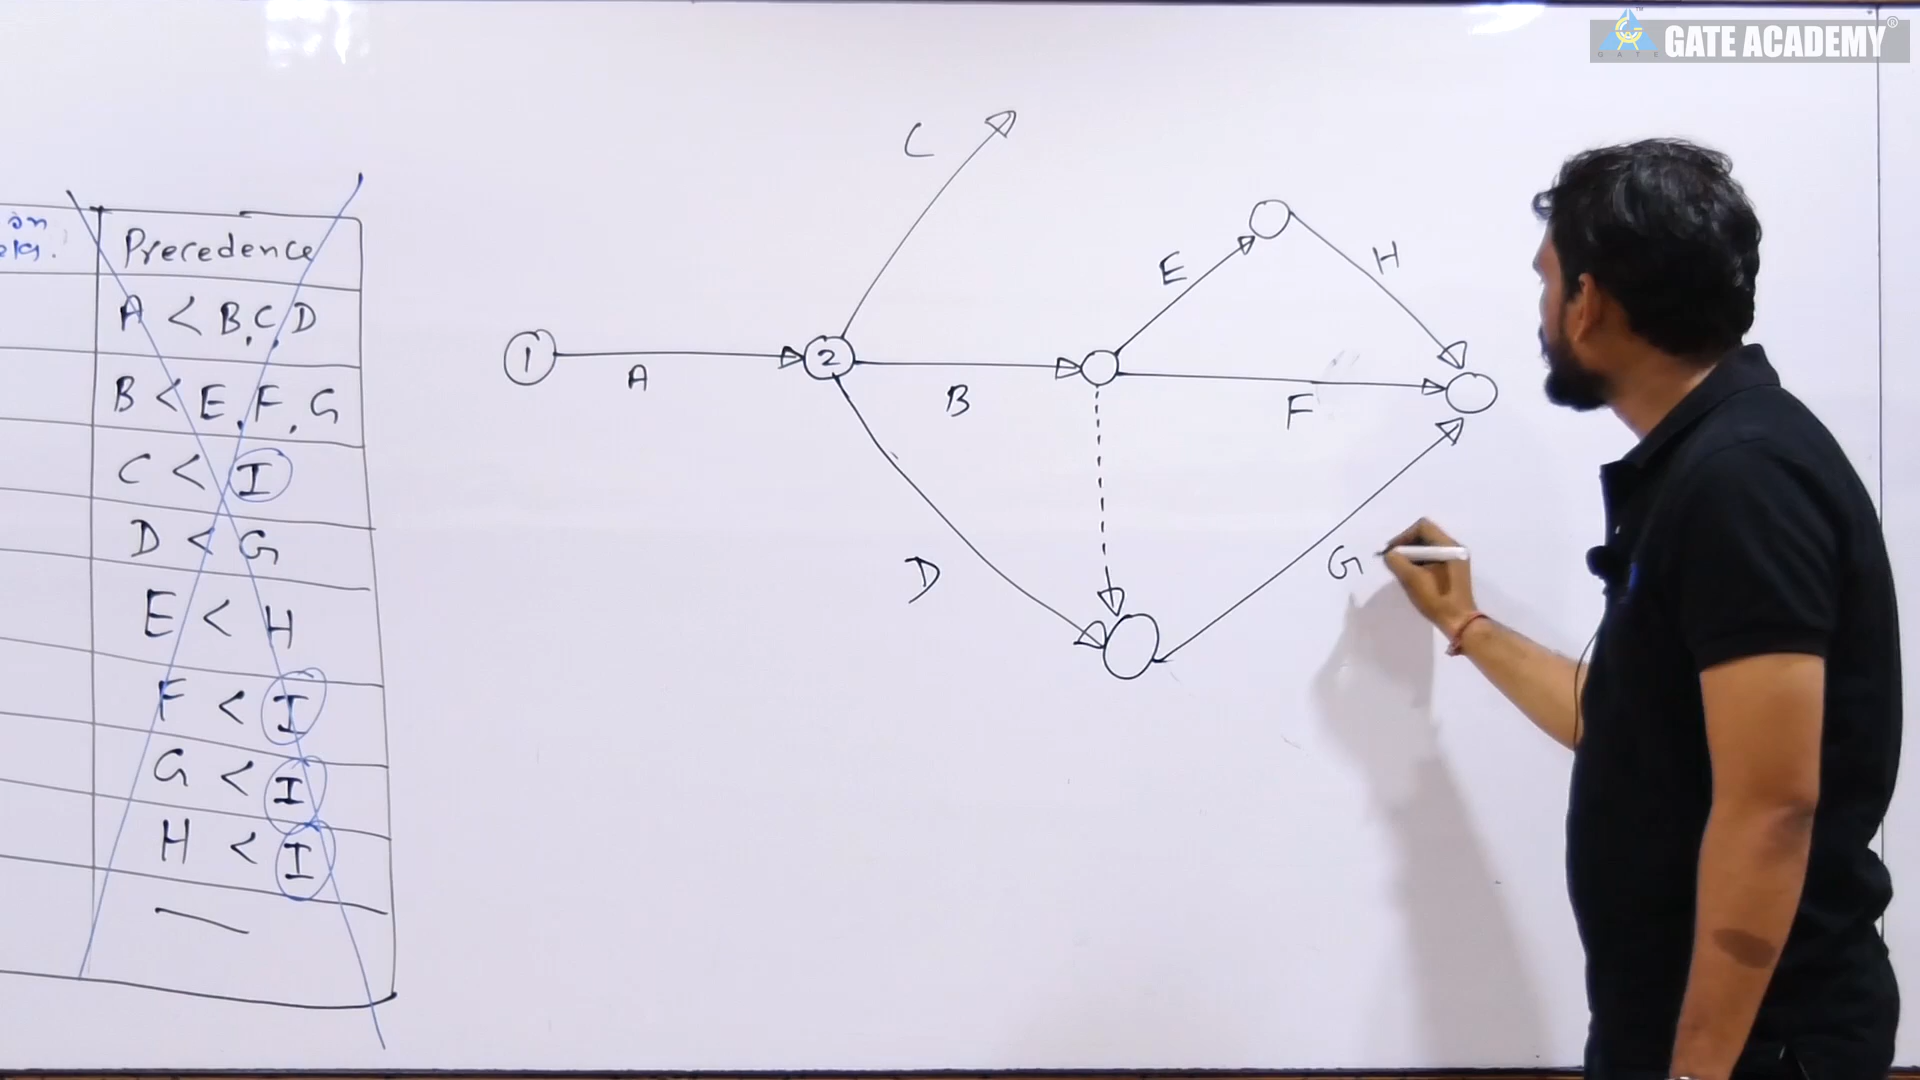 GATE ACADEMY®
G A T E
Precedence
A < B, C, D
B < E, F, G
C < I
D < G
E < H
F < I
G < I
H < I
—
C
E
H
1
A
2
B
F
D
G